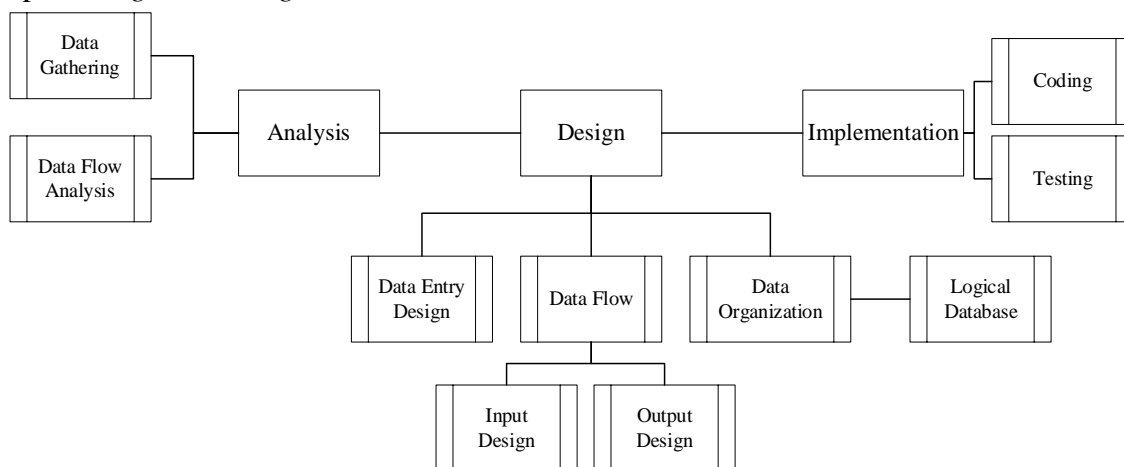 Data
Gathering
Data Flow
Analysis
Analysis
Design
Implementation
Coding
Testing
Data Entry
Design
Data Flow
Data
Organization
Logical
Database
Input
Design
Output
Design